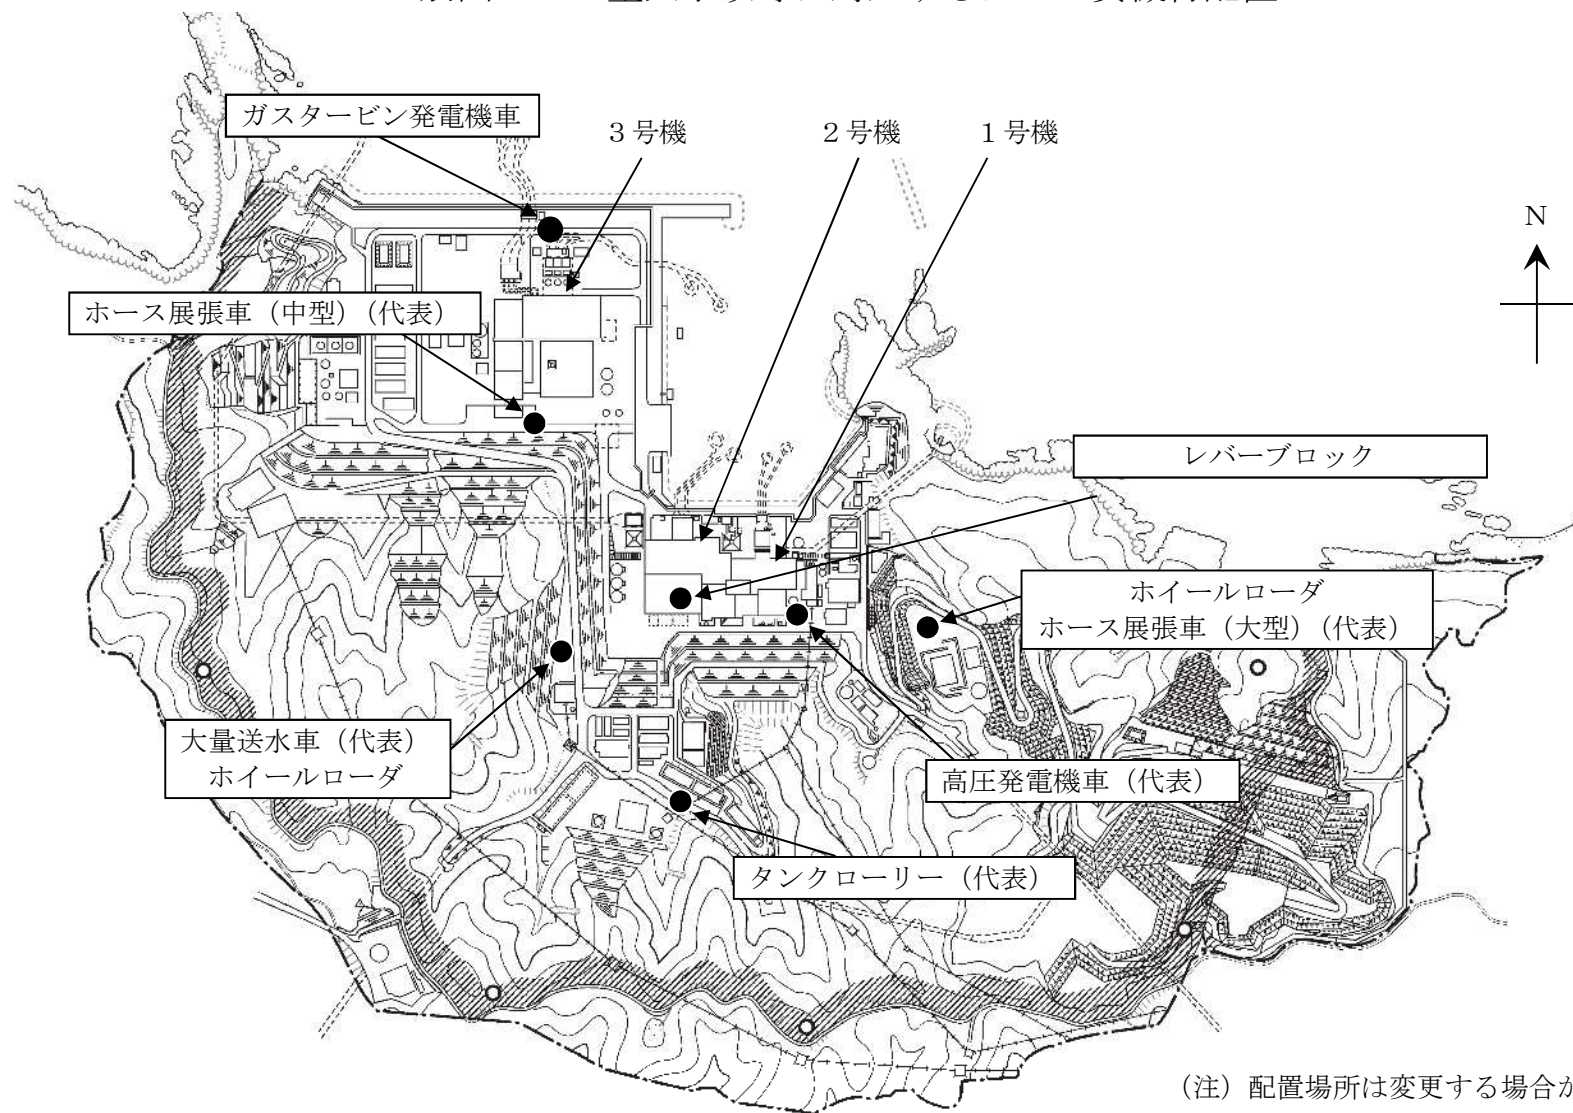 ガスタービン発電機車
３号機
２号機
１号機
N
ホース展張車（中型）（代表）
レバーブロック
ホイールローダ
ホース展張車（大型）（代表）
大量送水車（代表）
ホイールローダ
高圧発電機車（代表）
タンクローリー（代表）
（注）配置場所は変更する場合が